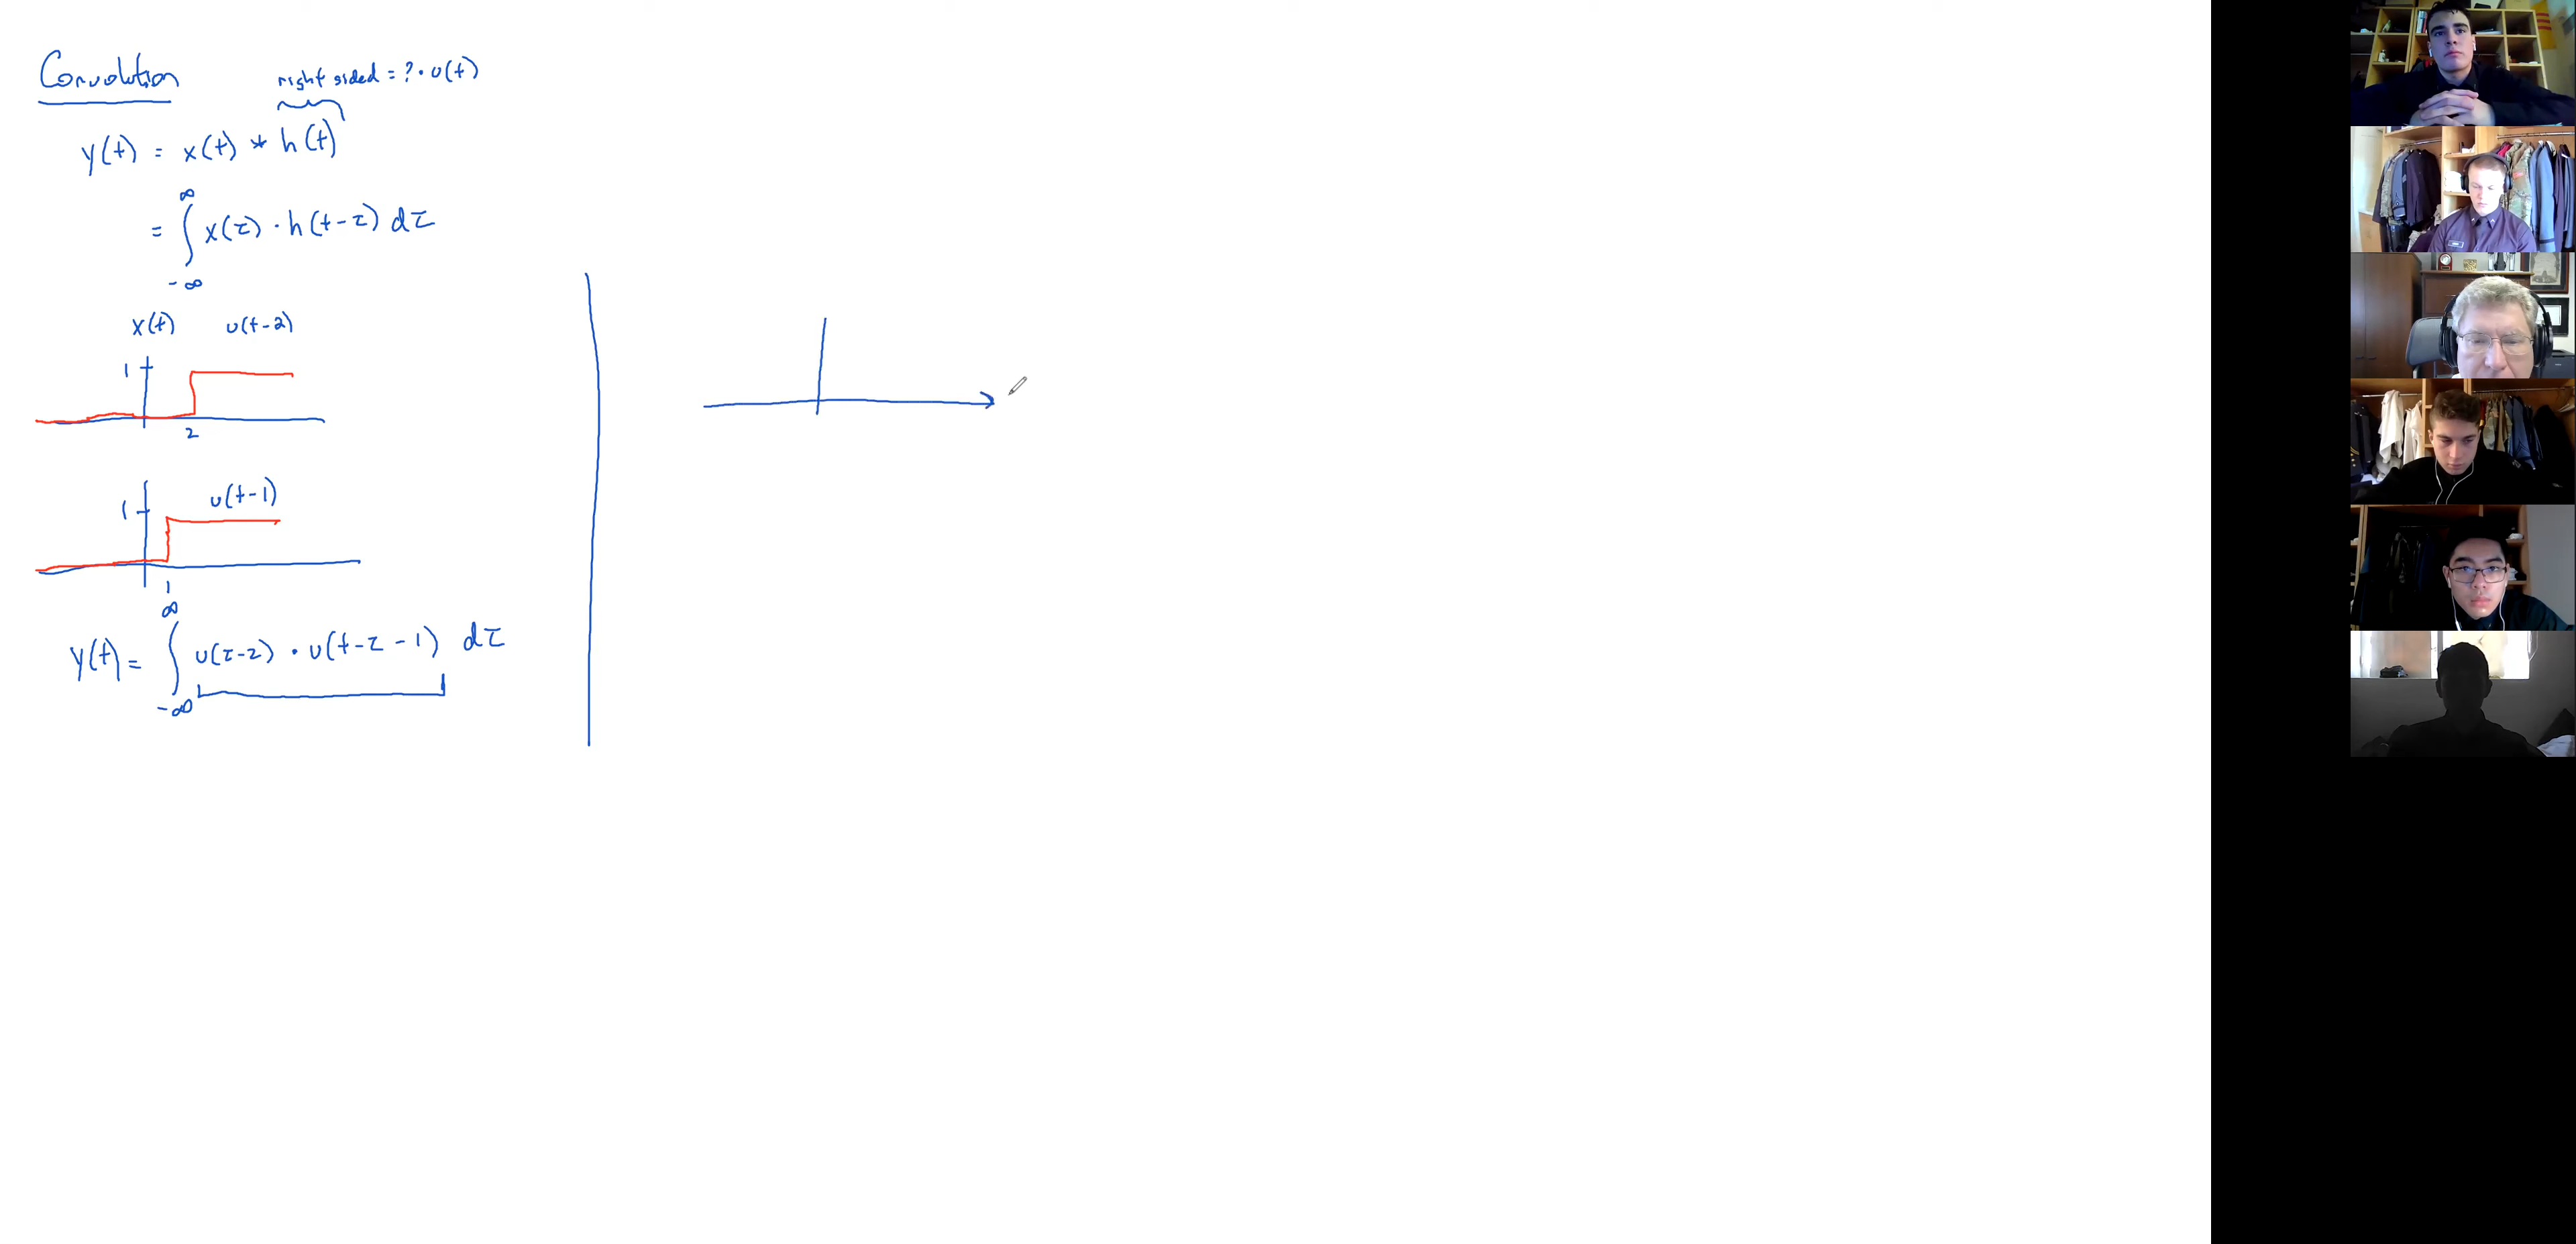 Convolution
right sided = ? · u(t)
y(t) = x(t) * h(t)
= ∫_{-∞}^{∞} x(τ) · h(t-τ) dτ
x(t) u(t-2)
1
2
u(t-1)
1
1
y(t) = ∫_{-∞}^{∞} u(τ-2) · u(t-τ-1) dτ